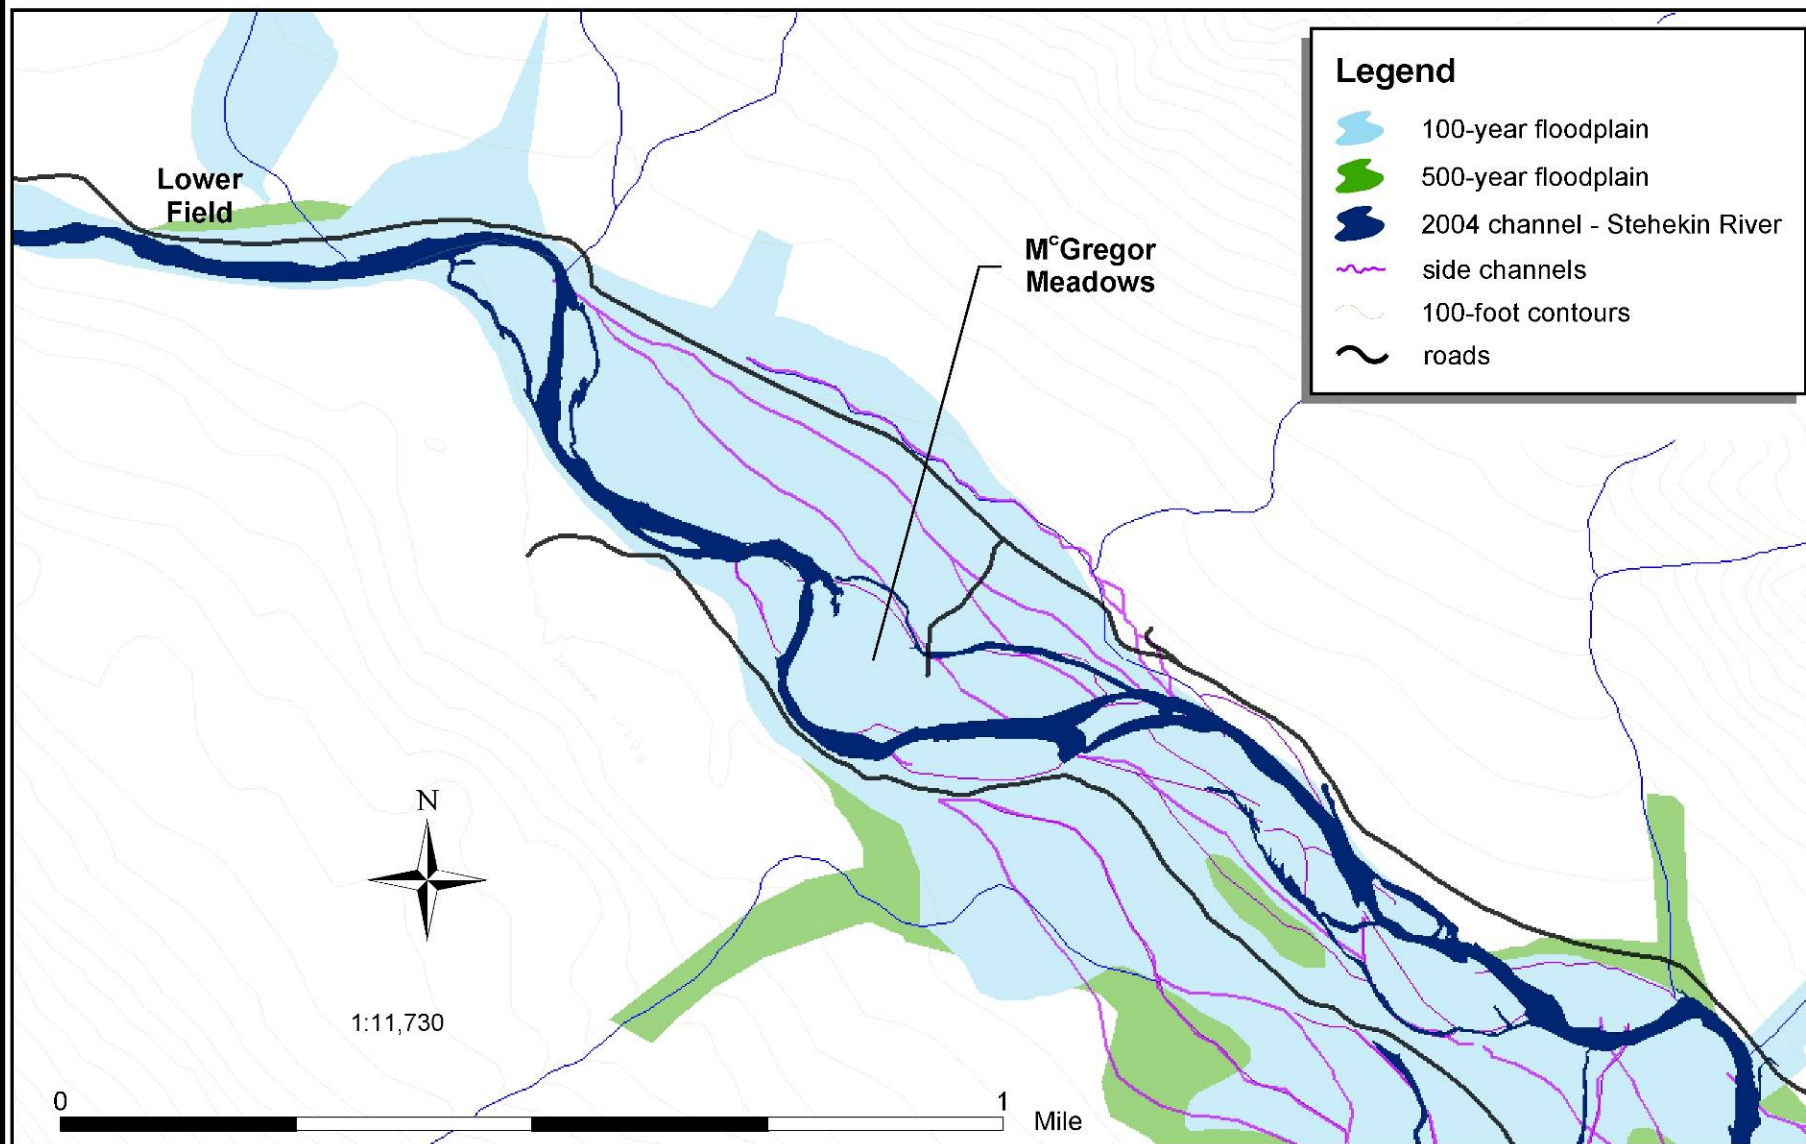 Legend
100-year floodplain
500-year floodplain
2004 channel - Stehekin River
side channels
100-foot contours
roads
Lower
Field
McGregor
Meadows
N
1:11,730
0
1
Mile